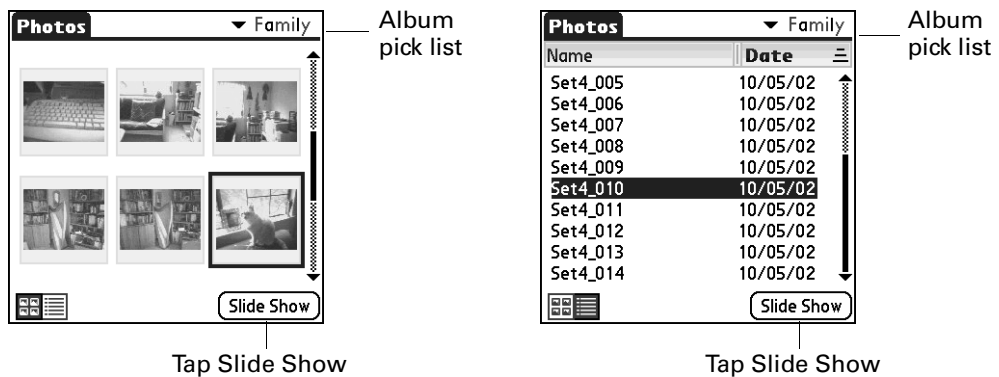 Photos Family
Album
pick list
Slide Show
Tap Slide Show
Photos Family
Album
pick list
Name Date
Set4_005 10/05/02
Set4_006 10/05/02
Set4_007 10/05/02
Set4_008 10/05/02
Set4_009 10/05/02
Set4_010 10/05/02
Set4_011 10/05/02
Set4_012 10/05/02
Set4_013 10/05/02
Set4_014 10/05/02
Slide Show
Tap Slide Show